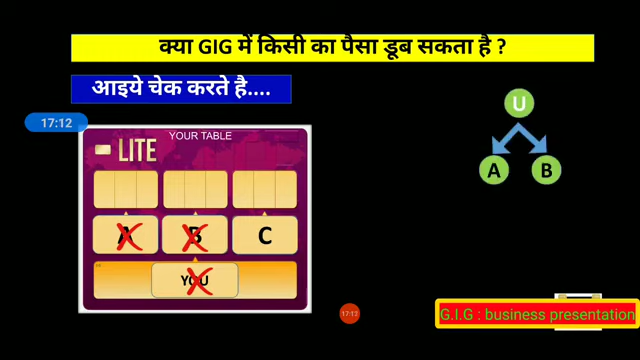 क्या GIG में किसी का पैसा डूब सकता है ?
आइये चेक करते है....
17:12
U
A B
YOUR TABLE
LITE
A B C
YOU
17:12
G.I.G : business presentation